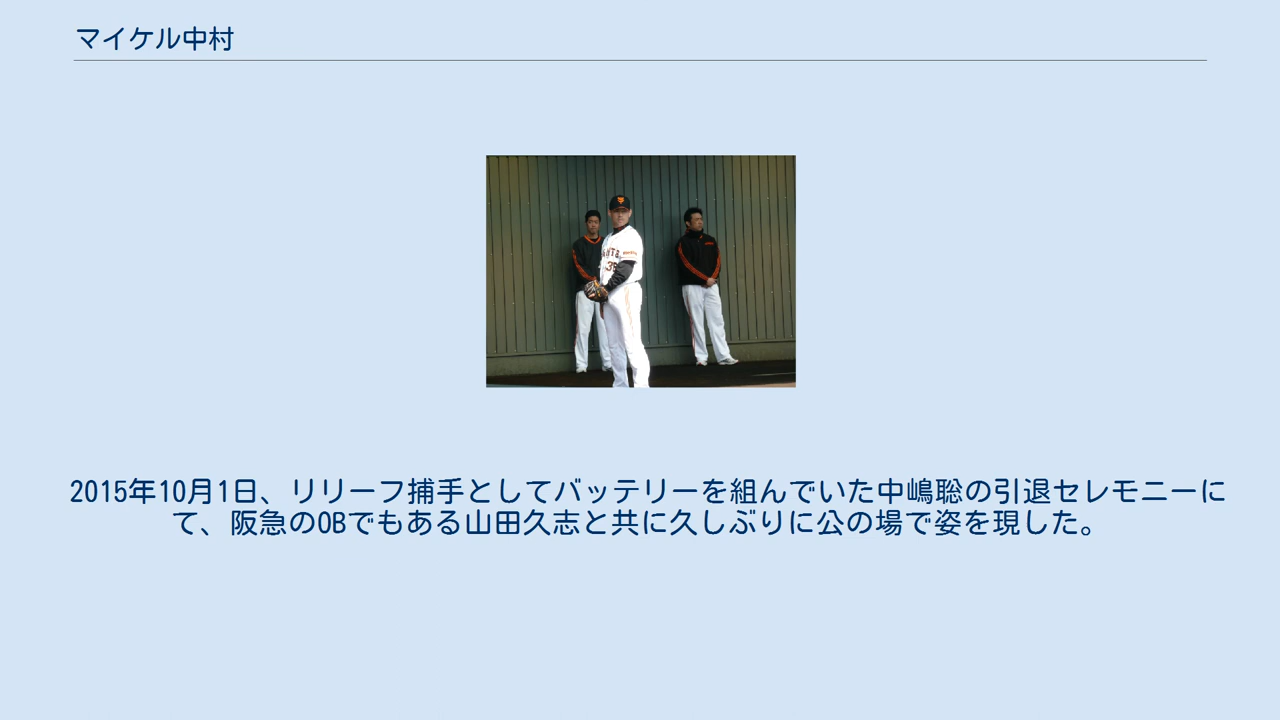 マイケル中村
2015年10月1日、リリーフ捕手としてバッテリーを組んでいた中嶋聡の引退セレモニーに
て、阪急のOBでもある山田久志と共に久しぶりに公の場で姿を現した。